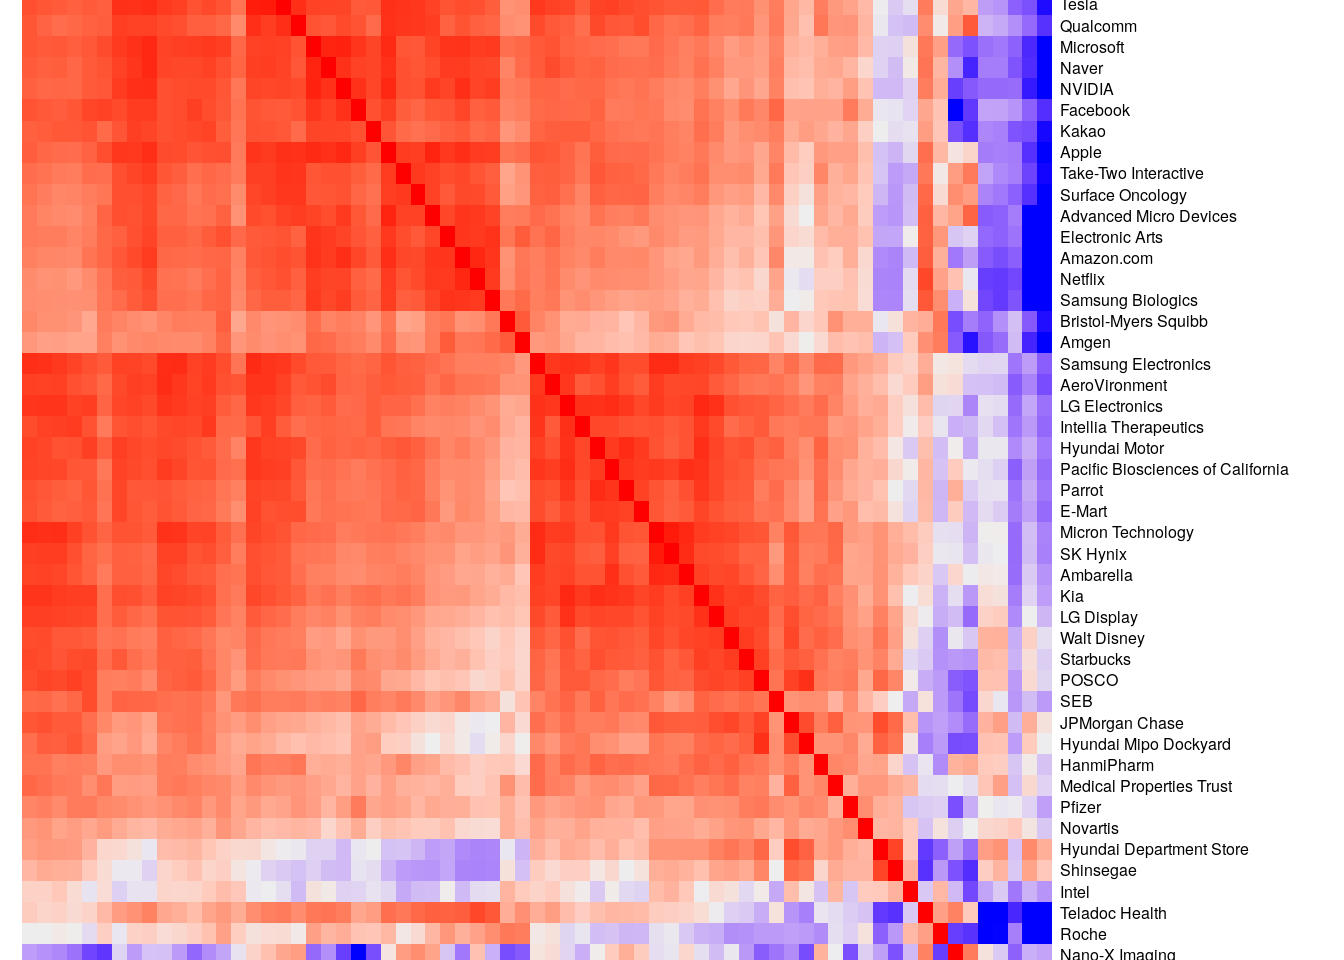 Tesla
Qualcomm
Microsoft
Naver
NVIDIA
Facebook
Kakao
Apple
Take-Two Interactive
Surface Oncology
Advanced Micro Devices
Electronic Arts
Amazon.com
Netflix
Samsung Biologics
Bristol-Myers Squibb
Amgen
Samsung Electronics
AeroVironment
LG Electronics
Intellia Therapeutics
Hyundai Motor
Pacific Biosciences of California
Parrot
E-Mart
Micron Technology
SK Hynix
Ambarella
Kia
LG Display
Walt Disney
Starbucks
POSCO
SEB
JPMorgan Chase
Hyundai Mipo Dockyard
HanmiPharm
Medical Properties Trust
Pfizer
Novartis
Hyundai Department Store
Shinsegae
Intel
Teladoc Health
Roche
Nano-X Imaging